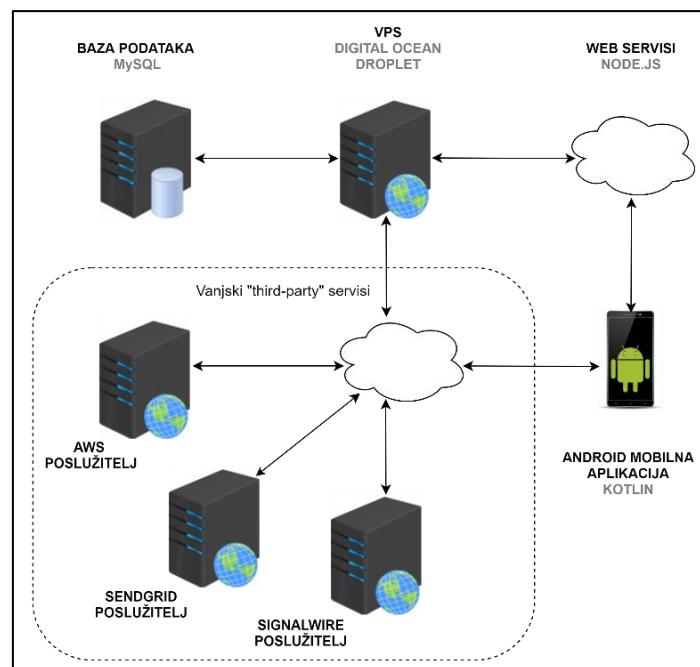 BAZA PODATAKA
MySQL
VPS
DIGITAL OCEAN
DROPLET
WEB SERVISI
NODE.JS
Vanjski "third-party" servisi
AWS
POSLUŽITELJ
ANDROID MOBILNA
APLIKACIJA
KOTLIN
SENDGRID
POSLUŽITELJ
SIGNALWIRE
POSLUŽITELJ